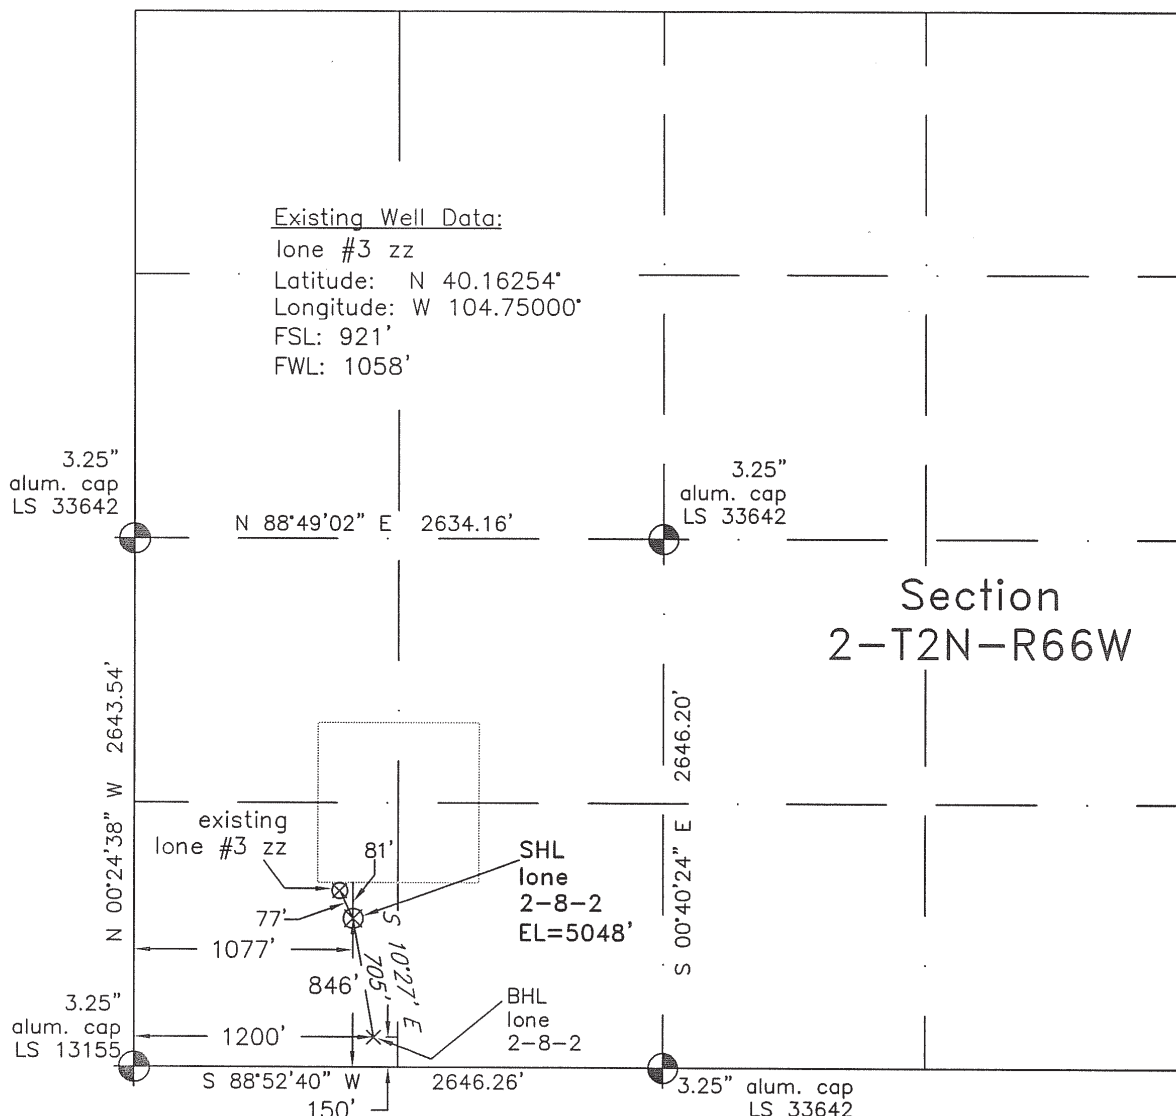 Existing Well Data:
Ione #3 zz
Latitude: N 40.16254°
Longitude: W 104.75000°
FSL: 921'
FWL: 1058'
3.25"
alum. cap
LS 33642
3.25"
alum. cap
LS 33642
N 88°49'02" E 2634.16'
Section
2-T2N-R66W
N 00°24'38" W 2643.54'
S 00°40'24" E 2646.20'
existing
Ione #3 zz
81'
SHL
Ione
2-8-2
EL=5048'
77'
1077'
846'
S 10°27' E
705'
3.25"
alum. cap
LS 13155
1200'
BHL
Ione
2-8-2
S 88°52'40" W 2646.26'
150'
3.25" alum. cap
LS 33642